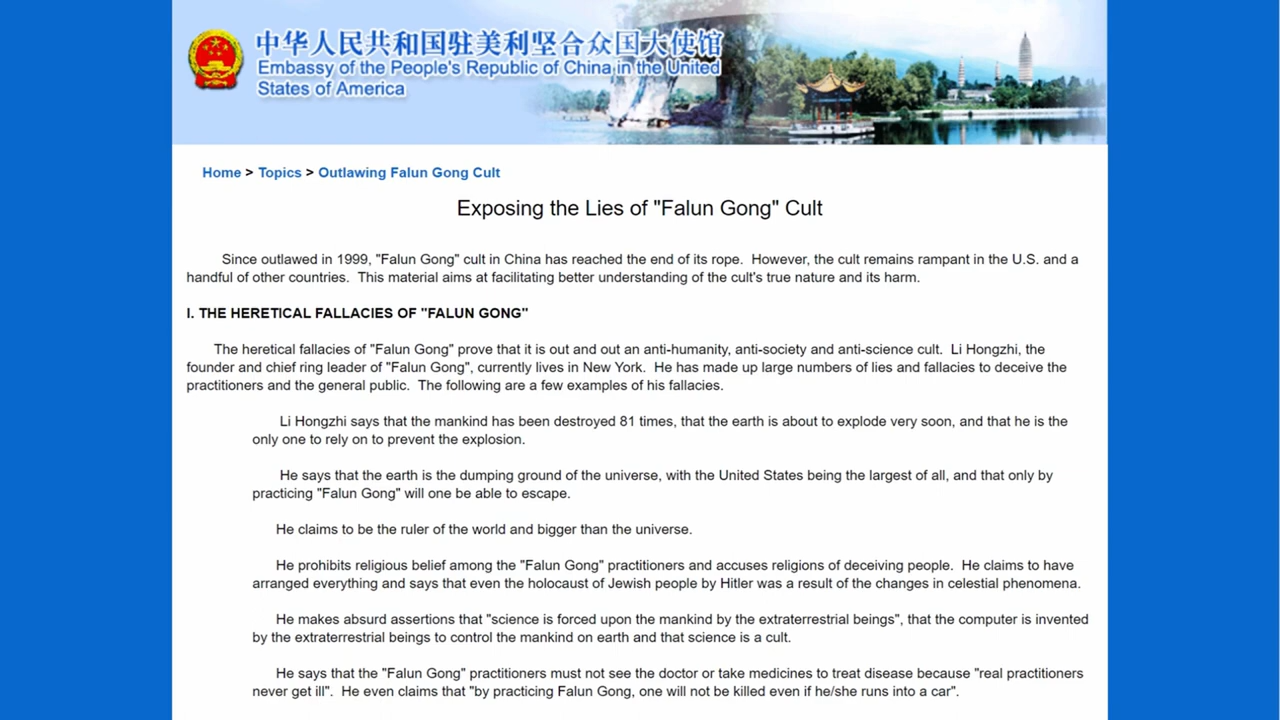 中华人民共和国驻美利坚合众国大使馆
Embassy of the People's Republic of China in the United
States of America
Home > Topics > Outlawing Falun Gong Cult
Exposing the Lies of "Falun Gong" Cult
Since outlawed in 1999, "Falun Gong" cult in China has reached the end of its rope. However, the cult remains rampant in the U.S. and a
handful of other countries. This material aims at facilitating better understanding of the cult's true nature and its harm.
I. THE HERETICAL FALLACIES OF "FALUN GONG"
The heretical fallacies of "Falun Gong" prove that it is out and out an anti-humanity, anti-society and anti-science cult. Li Hongzhi, the
founder and chief ring leader of "Falun Gong", currently lives in New York. He has made up large numbers of lies and fallacies to deceive the
practitioners and the general public. The following are a few examples of his fallacies.
Li Hongzhi says that the mankind has been destroyed 81 times, that the earth is about to explode very soon, and that he is the
only one to rely on to prevent the explosion.
He says that the earth is the dumping ground of the universe, with the United States being the largest of all, and that only by
practicing "Falun Gong" will one be able to escape.
He claims to be the ruler of the world and bigger than the universe.
He prohibits religious belief among the "Falun Gong" practitioners and accuses religions of deceiving people. He claims to have
arranged everything and says that even the holocaust of Jewish people by Hitler was a result of the changes in celestial phenomena.
He makes absurd assertions that "science is forced upon the mankind by the extraterrestrial beings", that the computer is invented
by the extraterrestrial beings to control the mankind on earth and that science is a cult.
He says that the "Falun Gong" practitioners must not see the doctor or take medicines to treat disease because "real practitioners
never get ill". He even claims that "by practicing Falun Gong, one will not be killed even if he/she runs into a car".